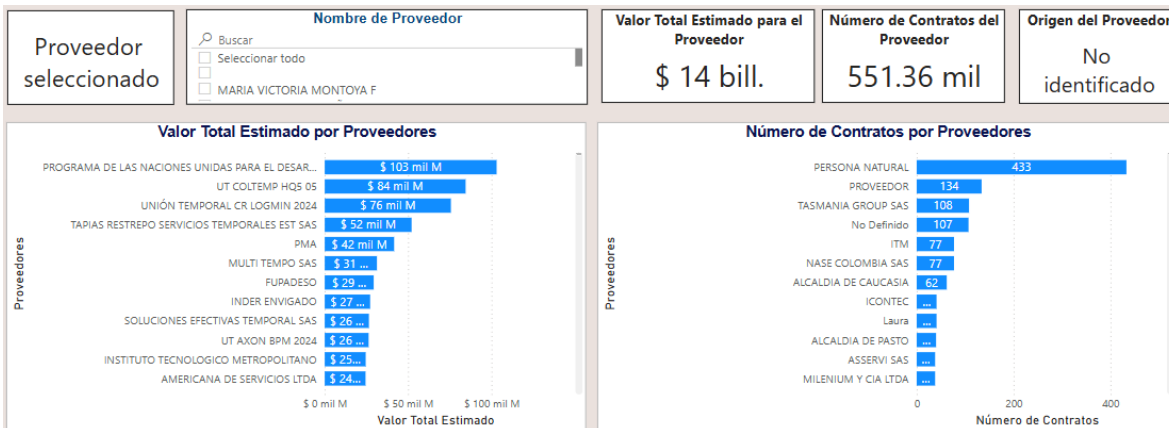 Proveedor
seleccionado
Nombre de Proveedor
Buscar
Seleccionar todo
MARIA VICTORIA MONTOYA F
Valor Total Estimado para el
Proveedor
$ 14 bill.
Número de Contratos del
Proveedor
551.36 mil
Origen del Proveedor
No
identificado
Valor Total Estimado por Proveedores
Proveedores
PROGRAMA DE LAS NACIONES UNIDAS PARA EL DESAR... $ 103 mil M
UT COLTEMP HQ5 05 $ 84 mil M
UNIÓN TEMPORAL CR LOGMIN 2024 $ 76 mil M
TAPIAS RESTREPO SERVICIOS TEMPORALES EST SAS $ 52 mil M
PMA $ 42 mil M
MULTI TEMPO SAS $ 31 ...
FUPADESO $ 29 ...
INDER ENVIGADO $ 27 ...
SOLUCIONES EFECTIVAS TEMPORAL SAS $ 26 ...
UT AXON BPM 2024 $ 26 ...
INSTITUTO TECNOLOGICO METROPOLITANO $ 25...
AMERICANA DE SERVICIOS LTDA $ 24...
$ 0 mil M $ 50 mil M $ 100 mil M
Valor Total Estimado
Número de Contratos por Proveedores
Proveedores
PERSONA NATURAL 433
PROVEEDOR 134
TASMANIA GROUP SAS 108
No Definido 107
ITM 77
NASE COLOMBIA SAS 77
ALCALDIA DE CAUCASIA 62
ICONTEC ...
Laura ...
ALCALDIA DE PASTO ...
ASSERVI SAS ...
MILENIUM Y CIA LTDA ...
0 200 400
Número de Contratos